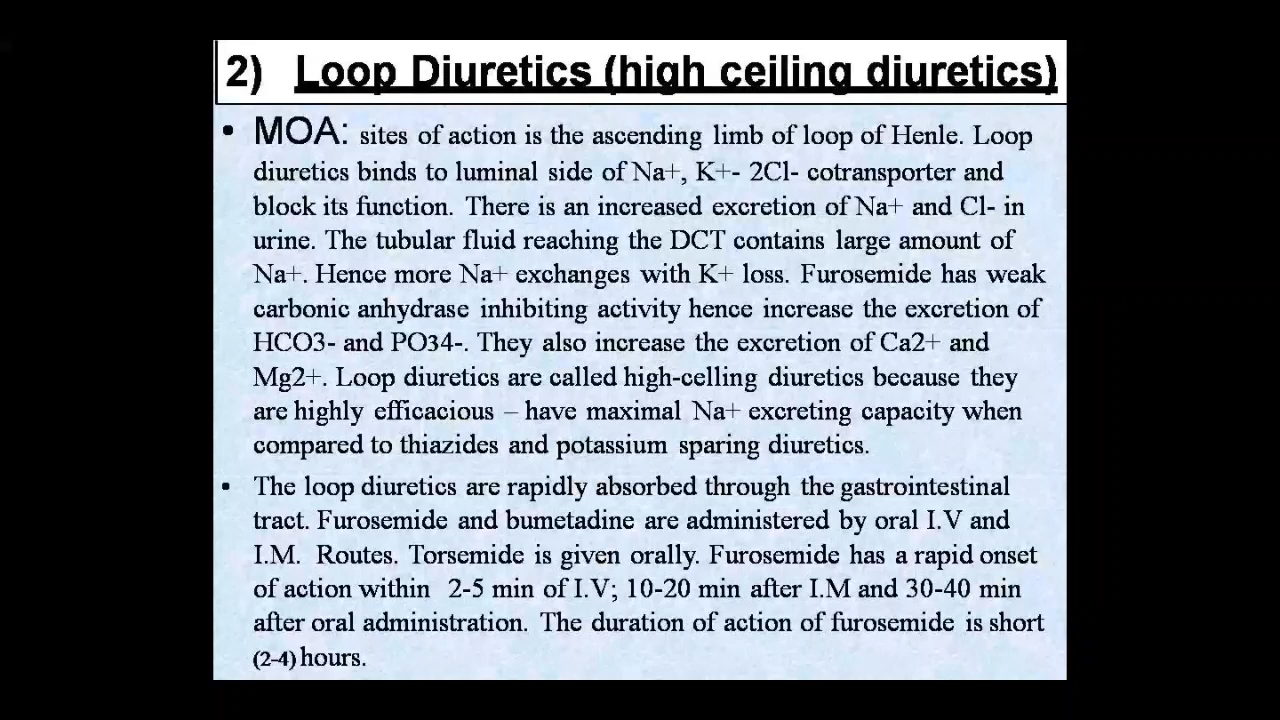 2) Loop Diuretics (high ceiling diuretics)
• MOA: sites of action is the ascending limb of loop of Henle. Loop
diuretics binds to luminal side of Na+, K+- 2Cl- cotransporter and
block its function. There is an increased excretion of Na+ and Cl- in
urine. The tubular fluid reaching the DCT contains large amount of
Na+. Hence more Na+ exchanges with K+ loss. Furosemide has weak
carbonic anhydrase inhibiting activity hence increase the excretion of
HCO3- and PO34-. They also increase the excretion of Ca2+ and
Mg2+. Loop diuretics are called high-celling diuretics because they
are highly efficacious – have maximal Na+ excreting capacity when
compared to thiazides and potassium sparing diuretics.
• The loop diuretics are rapidly absorbed through the gastrointestinal
tract. Furosemide and bumetadine are administered by oral I.V and
I.M. Routes. Torsemide is given orally. Furosemide has a rapid onset
of action within 2-5 min of I.V; 10-20 min after I.M and 30-40 min
after oral administration. The duration of action of furosemide is short
(2-4) hours.